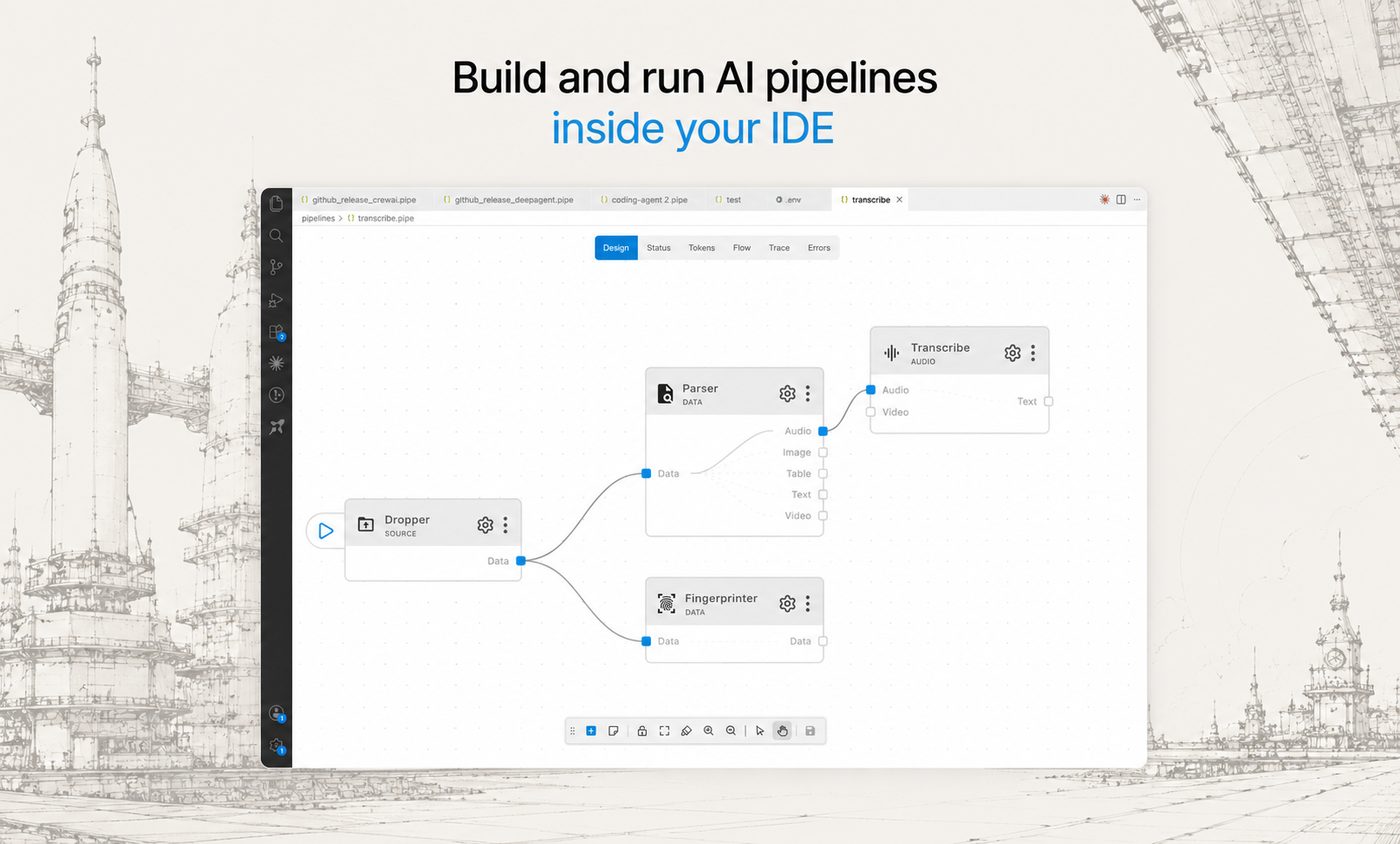 Build and run AI pipelines
inside your IDE
github_release_crewai.pipe
github_release_deepagent.pipe
coding-agent 2.pipe
test
.env
transcribe
pipelines > transcribe.pipe
Design Status Tokens Flow Trace Errors
Transcribe
AUDIO
Audio
Video
Text
Parser
DATA
Data
Audio
Image
Table
Text
Video
Dropper
SOURCE
Data
Fingerprinter
DATA
Data Data
1
1